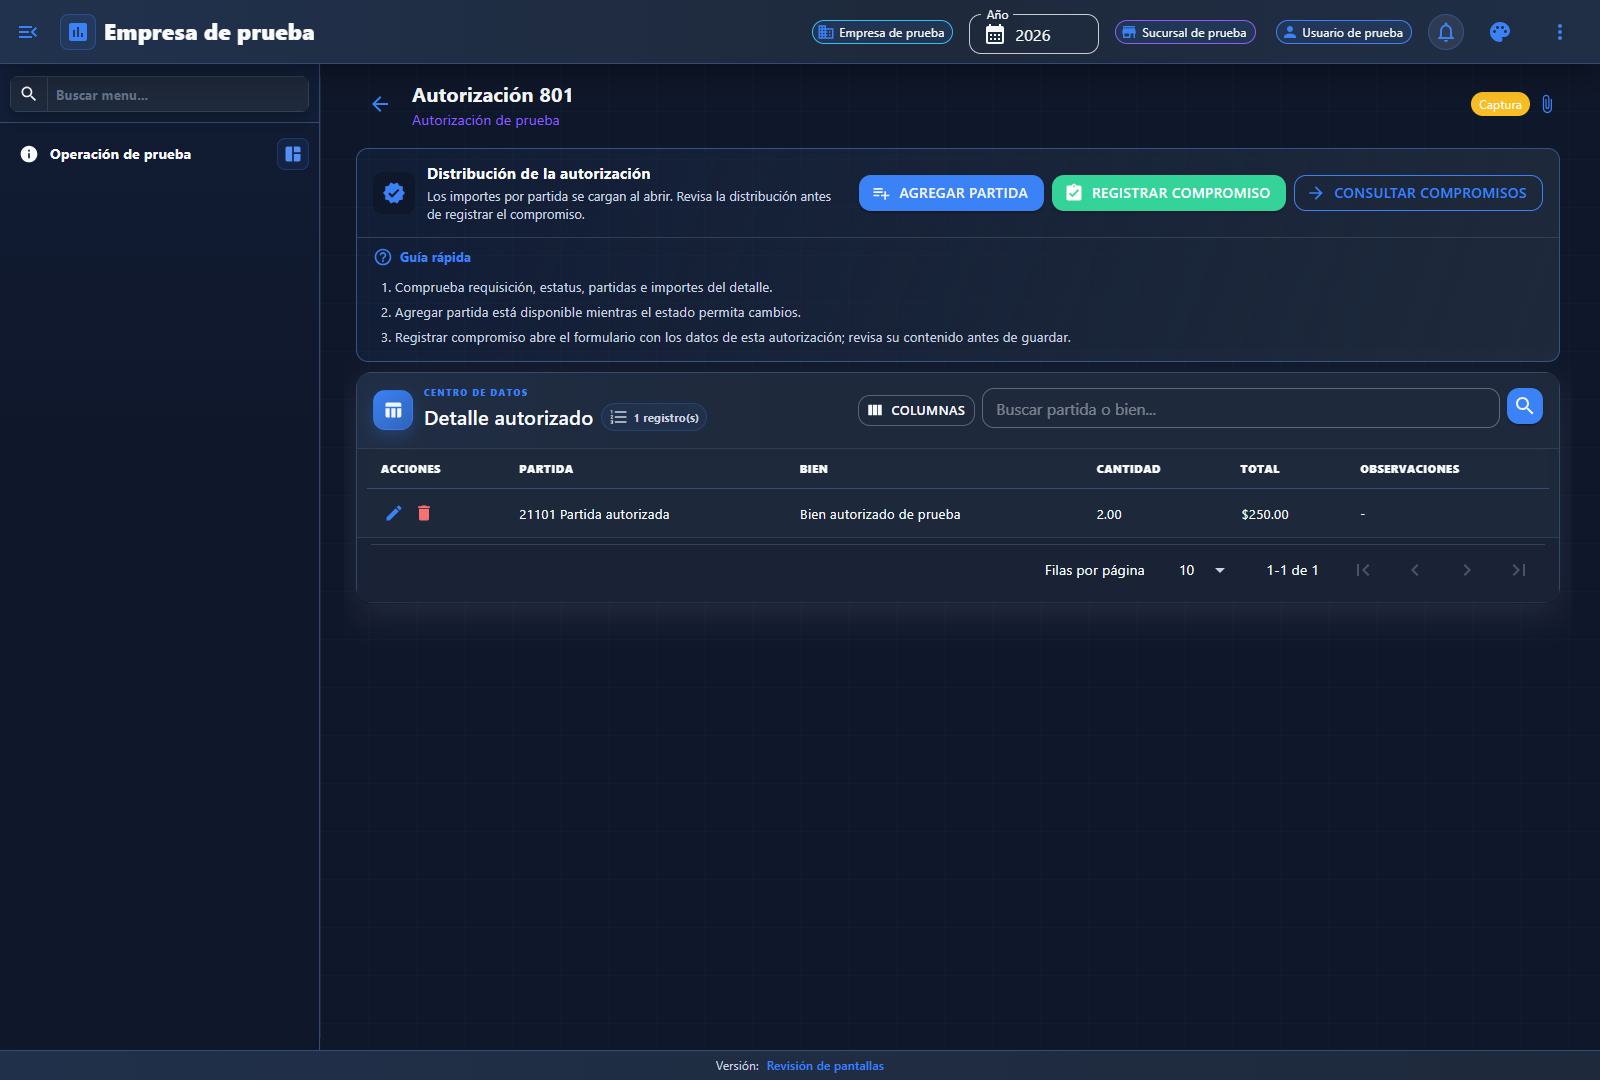 Empresa de prueba
Empresa de prueba
Año
2026
Sucursal de prueba
Usuario de prueba
Buscar menu...
Operación de prueba
Autorización 801
Autorización de prueba
Captura
Distribución de la autorización
Los importes por partida se cargan al abrir. Revisa la distribución antes
de registrar el compromiso.
AGREGAR PARTIDA
REGISTRAR COMPROMISO
CONSULTAR COMPROMISOS
Guía rápida
1. Comprueba requisición, estatus, partidas e importes del detalle.
2. Agregar partida está disponible mientras el estado permita cambios.
3. Registrar compromiso abre el formulario con los datos de esta autorización; revisa su contenido antes de guardar.
CENTRO DE DATOS
Detalle autorizado
1 registro(s)
COLUMNAS
Buscar partida o bien...
ACCIONES PARTIDA BIEN CANTIDAD TOTAL OBSERVACIONES
21101 Partida autorizada Bien autorizado de prueba 2.00 $250.00 -
Filas por página 10 1-1 de 1
Versión: Revisión de pantallas